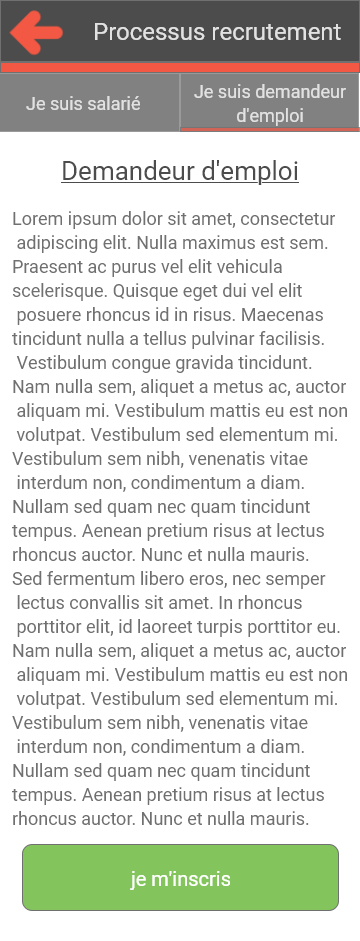 Processus recrutement
Je suis salarié
Je suis demandeur
d'emploi
Demandeur d'emploi
Lorem ipsum dolor sit amet, consectetur
adipiscing elit. Nulla maximus est sem.
Praesent ac purus vel elit vehicula
scelerisque. Quisque eget dui vel elit
posuere rhoncus id in risus. Maecenas
tincidunt nulla a tellus pulvinar facilisis.
Vestibulum congue gravida tincidunt.
Nam nulla sem, aliquet a metus ac, auctor
aliquam mi. Vestibulum mattis eu est non
volutpat. Vestibulum sed elementum mi.
Vestibulum sem nibh, venenatis vitae
interdum non, condimentum a diam.
Nullam sed quam nec quam tincidunt
tempus. Aenean pretium risus at lectus
rhoncus auctor. Nunc et nulla mauris.
Sed fermentum libero eros, nec semper
lectus convallis sit amet. In rhoncus
porttitor elit, id laoreet turpis porttitor eu.
Nam nulla sem, aliquet a metus ac, auctor
aliquam mi. Vestibulum mattis eu est non
volutpat. Vestibulum sed elementum mi.
Vestibulum sem nibh, venenatis vitae
interdum non, condimentum a diam.
Nullam sed quam nec quam tincidunt
tempus. Aenean pretium risus at lectus
rhoncus auctor. Nunc et nulla mauris.
je m'inscris